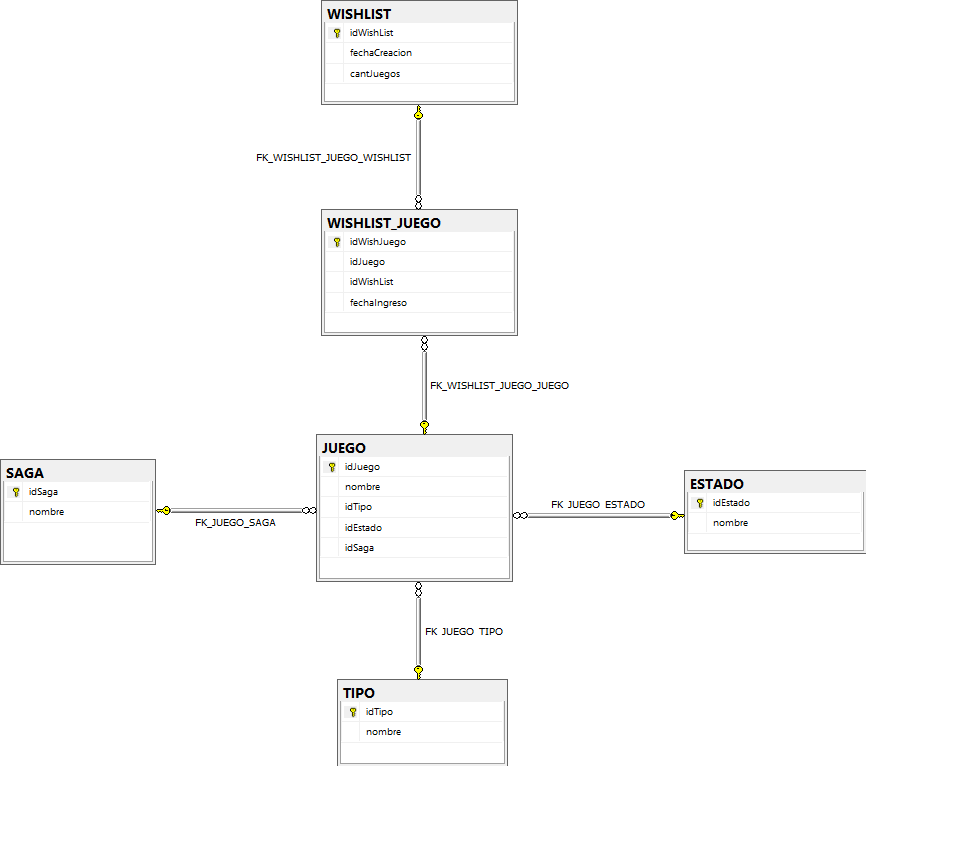 WISHLIST
idWishList
fechaCreacion
cantJuegos
FK_WISHLIST_JUEGO_WISHLIST
WISHLIST_JUEGO
idWishJuego
idJuego
idWishList
fechaIngreso
FK_WISHLIST_JUEGO_JUEGO
JUEGO
idJuego
nombre
idTipo
idEstado
idSaga
SAGA
idSaga
nombre
FK_JUEGO_SAGA
ESTADO
idEstado
nombre
FK_JUEGO_ESTADO
FK_JUEGO_TIPO
TIPO
idTipo
nombre